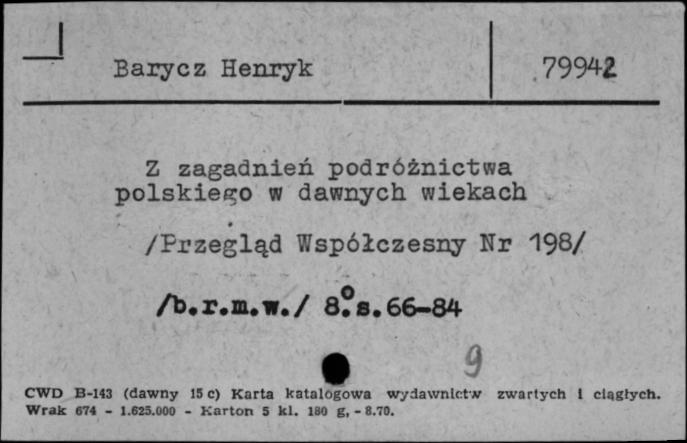 Barycz Henryk 79942
Z zagadnień podróżnictwa
polskiego w dawnych wiekach
/Przegląd Współczesny Nr 198/
/b.r.m.w./ 8.° s. 66-84
9
CWD B-143 (dawny 15 c) Karta katalogowa wydawnictw zwartych i ciągłych.
Wrak 674 - 1.625.000 - Karton 5 kl. 180 g, - 8.70.